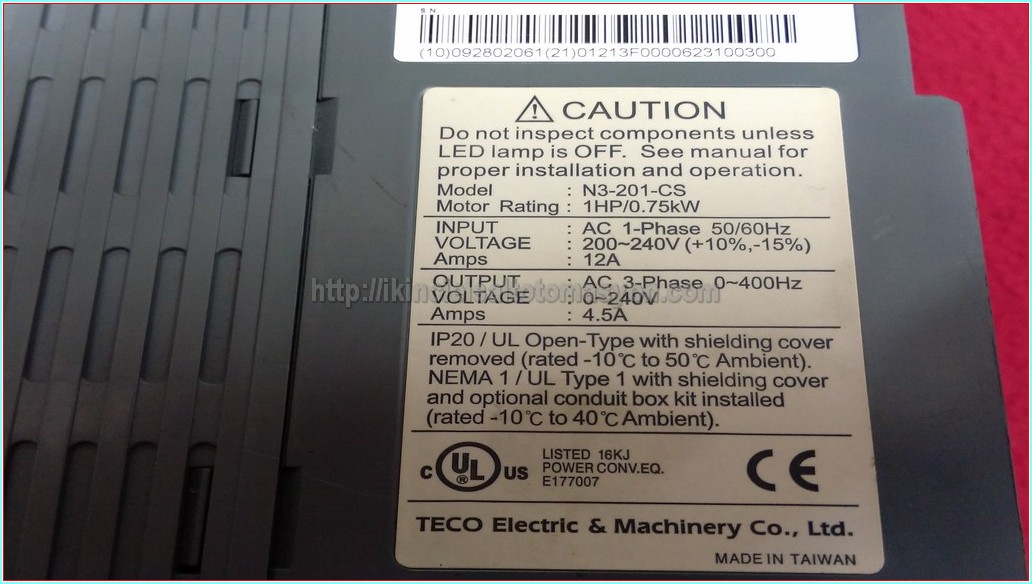 S N
(10)092802061(21)01213F0000623100300
CAUTION
Do not inspect components unless
LED lamp is OFF. See manual for
proper installation and operation.
Model : N3-201-CS
Motor Rating : 1HP/0.75kW
INPUT : AC 1-Phase 50/60Hz
VOLTAGE : 200~240V (+10%,-15%)
Amps : 12A
OUTPUT : AC 3-Phase 0~400Hz
VOLTAGE : 0~240V
Amps : 4.5A
IP20 / UL Open-Type with shielding cover
removed (rated -10℃ to 50℃ Ambient).
NEMA 1 / UL Type 1 with shielding cover
and optional conduit box kit installed
(rated -10℃ to 40℃ Ambient).
C UL ® US
LISTED 16KJ
POWER CONV.EQ.
E177007
CE
TECO Electric & Machinery Co., Ltd.
MADE IN TAIWAN